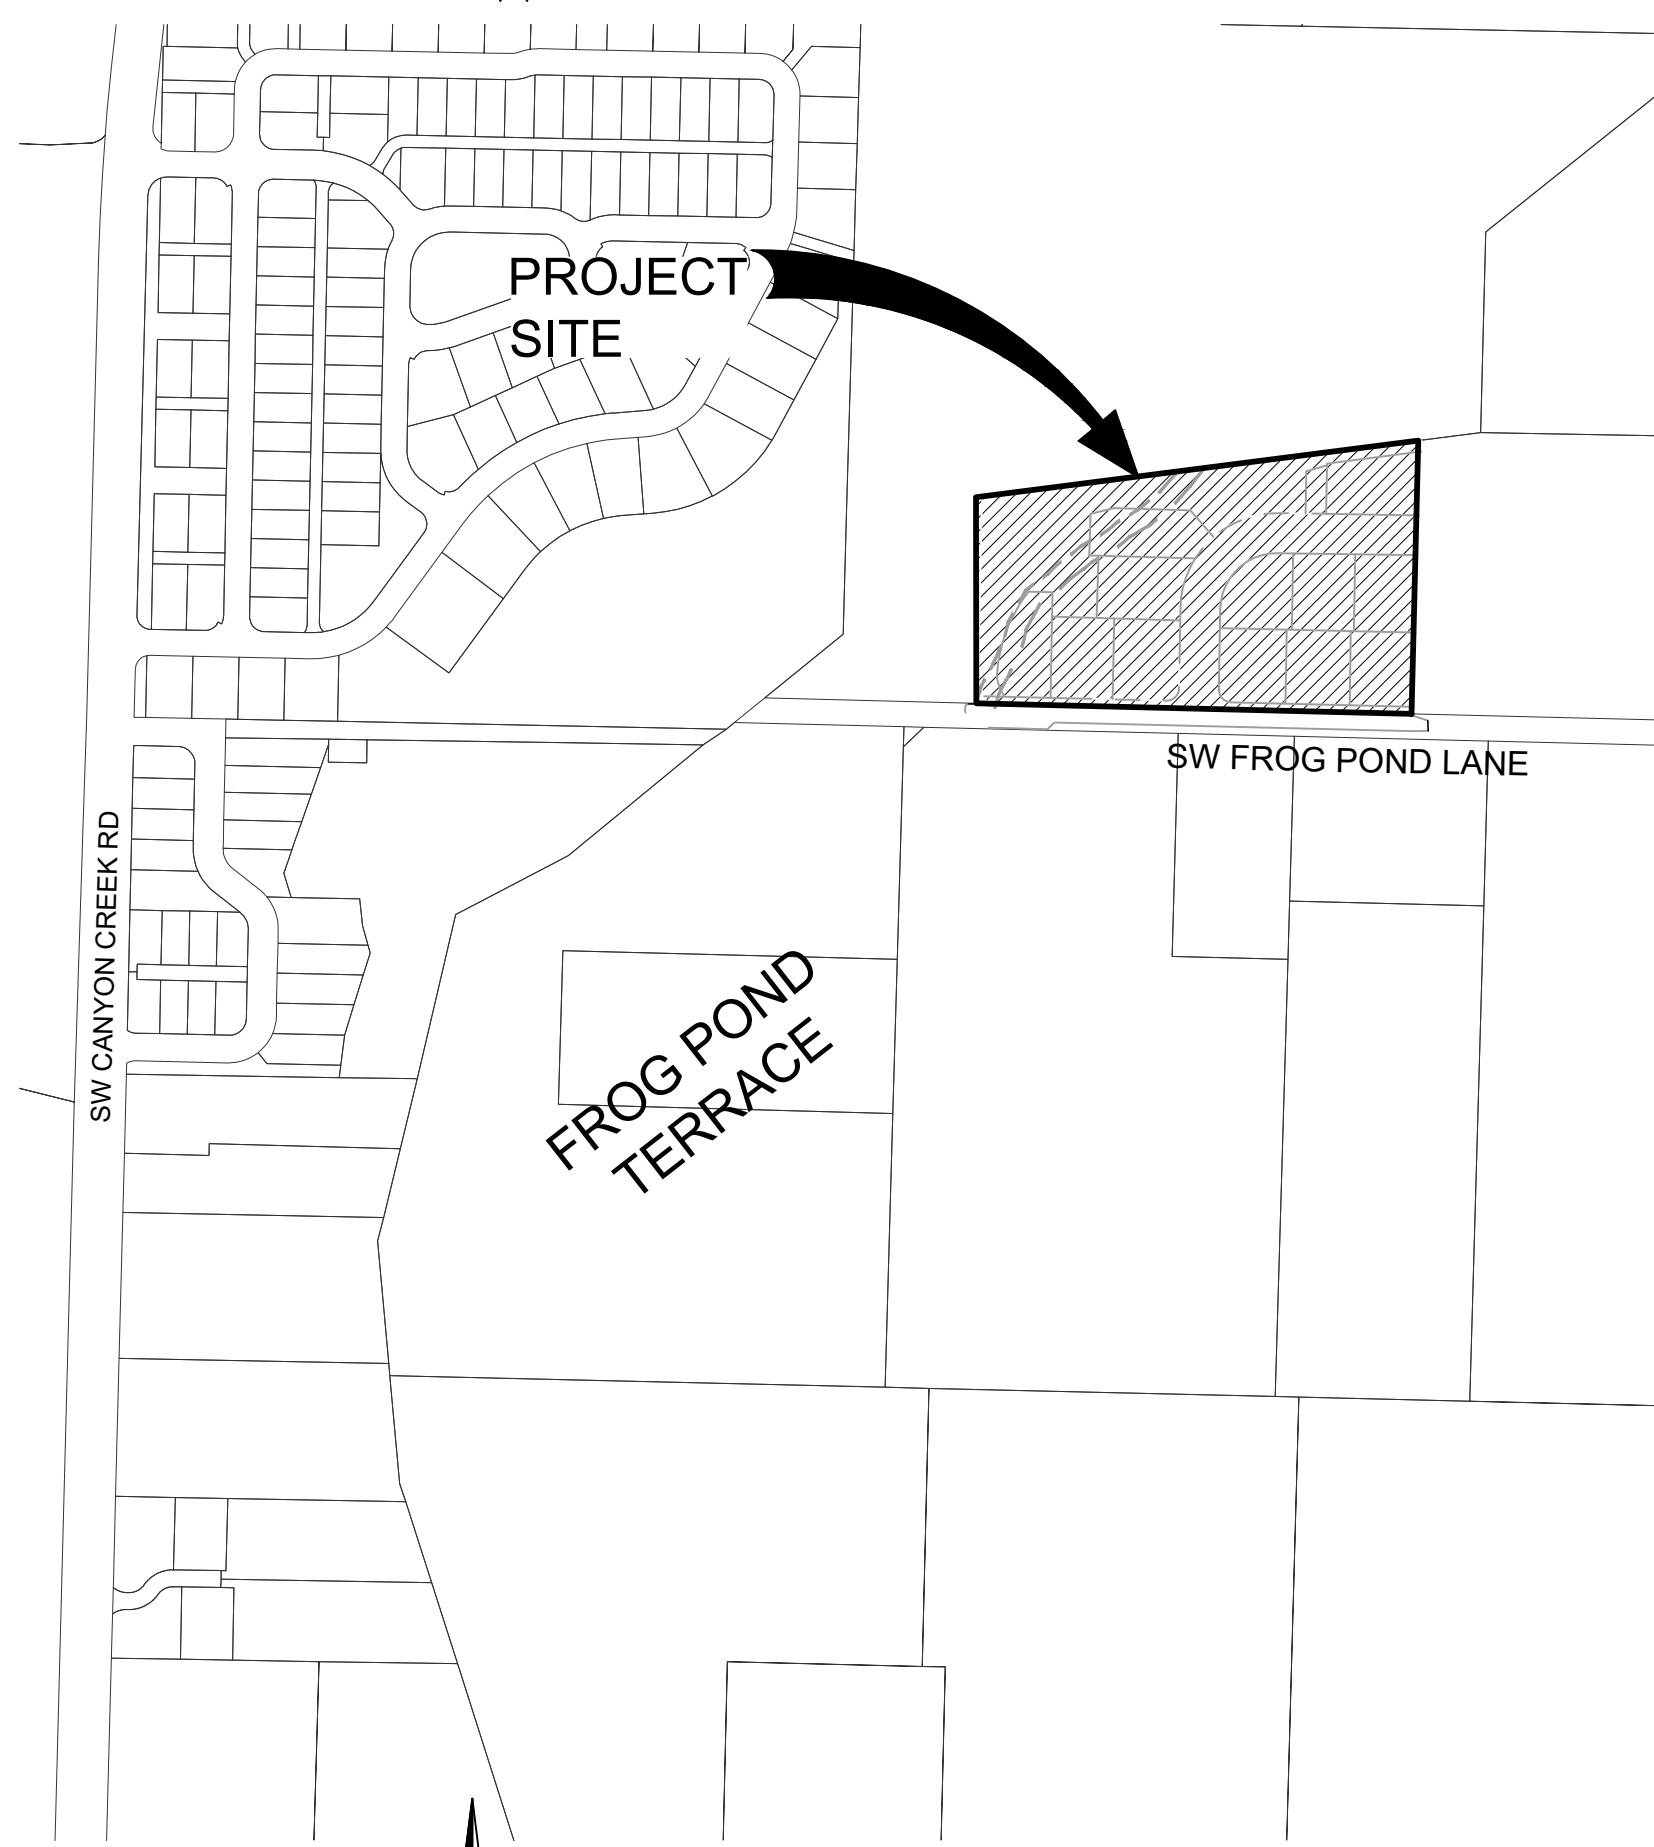 PROJECT
SITE
SW FROG POND LANE
SW CANYON CREEK RD
FROG POND
TERRACE